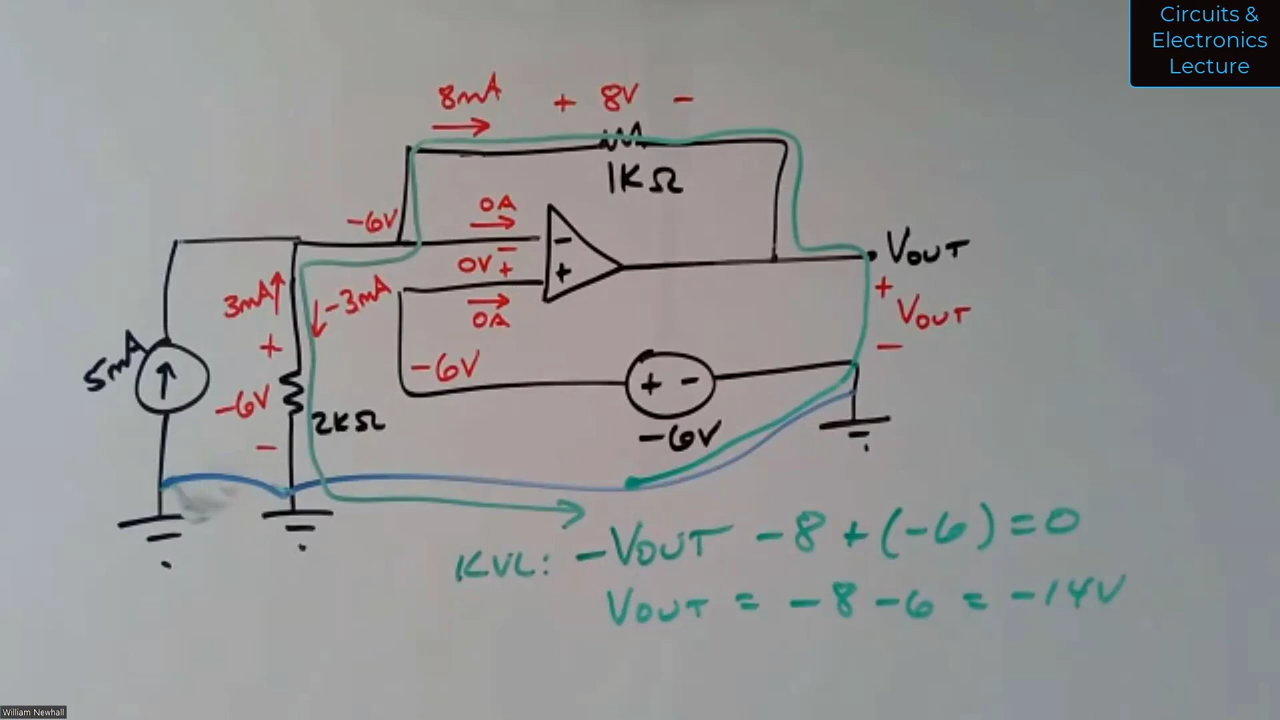 Circuits &
Electronics
Lecture
8mA + 8V -
1KΩ
-6V
0A
-
0V - +
+
0A
VOUT
+
VOUT
-
3mA
-3mA
+
-6V
-
5mA
2KΩ
-6V
+ -
-6V
KVL: -VOUT -8 + (-6) = 0
VOUT = -8 -6 = -14V
William Newhall